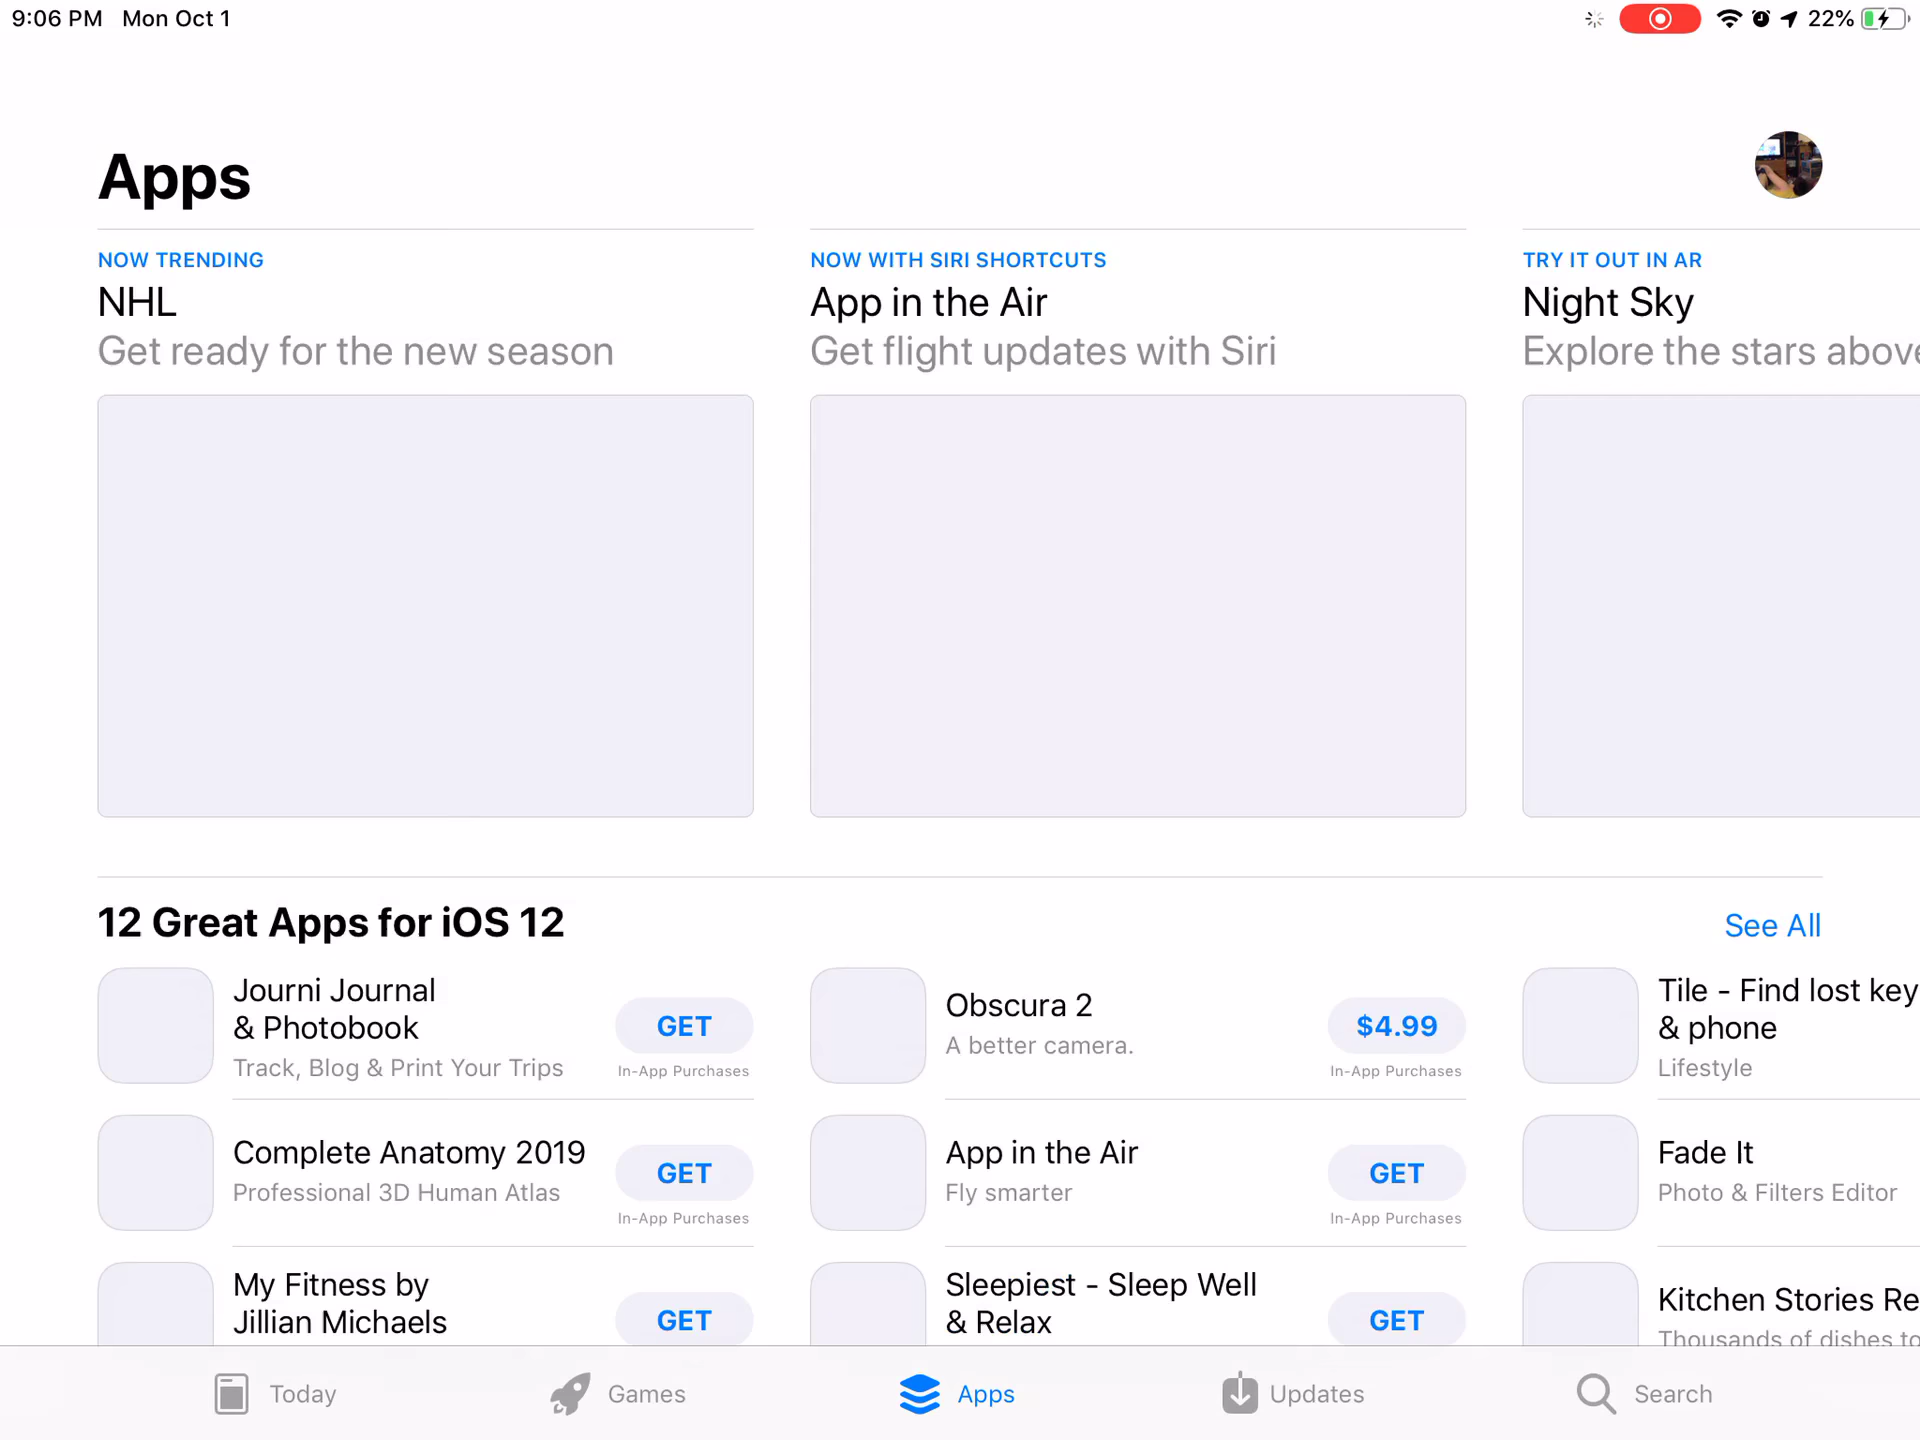 9:06 PM Mon Oct 1
22%
Apps
NOW TRENDING
NHL
Get ready for the new season
NOW WITH SIRI SHORTCUTS
App in the Air
Get flight updates with Siri
TRY IT OUT IN AR
Night Sky
Explore the stars above
12 Great Apps for iOS 12
See All
Journi Journal
& Photobook
Track, Blog & Print Your Trips
GET
In-App Purchases
Obscura 2
A better camera.
$4.99
In-App Purchases
Tile - Find lost key
& phone
Lifestyle
Complete Anatomy 2019
Professional 3D Human Atlas
GET
In-App Purchases
App in the Air
Fly smarter
GET
In-App Purchases
Fade It
Photo & Filters Editor
My Fitness by
Jillian Michaels
GET
Sleepiest - Sleep Well
& Relax
GET
Kitchen Stories Re
Thousands of dishes to
Today
Games
Apps
Updates
Search